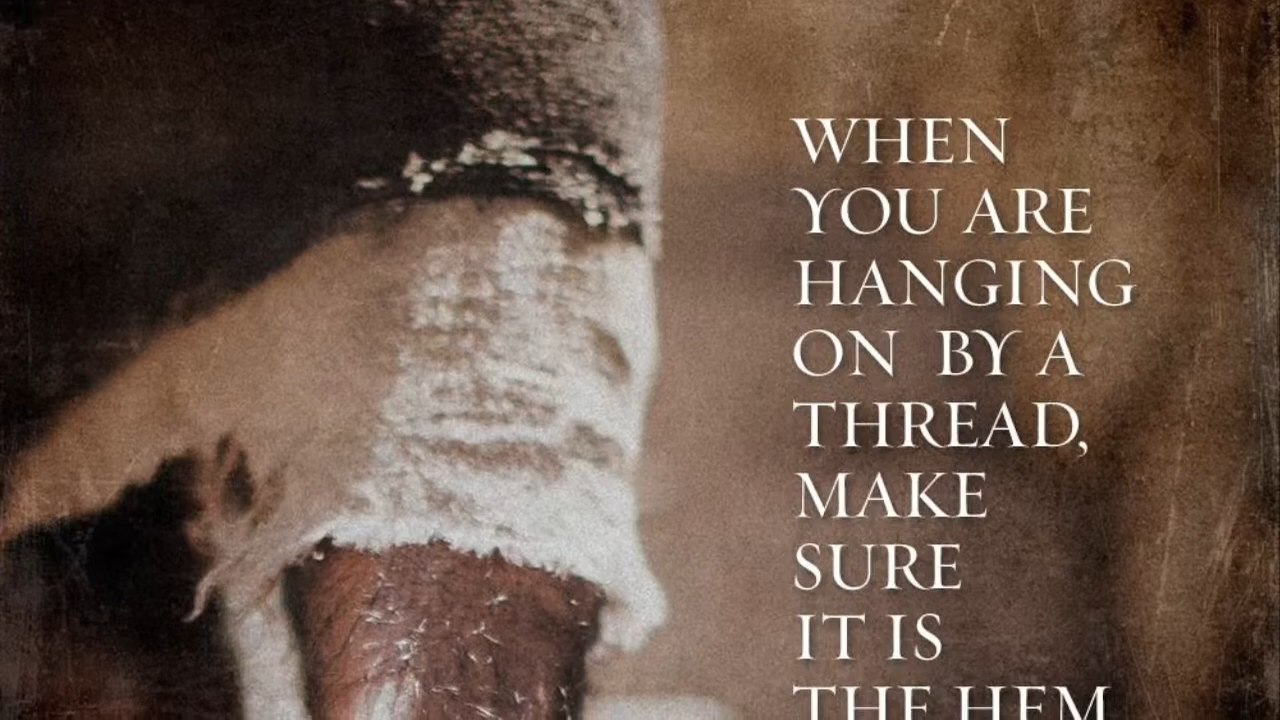 WHEN
YOU ARE
HANGING
ON BY A
THREAD,
MAKE
SURE
IT IS
THE HEM